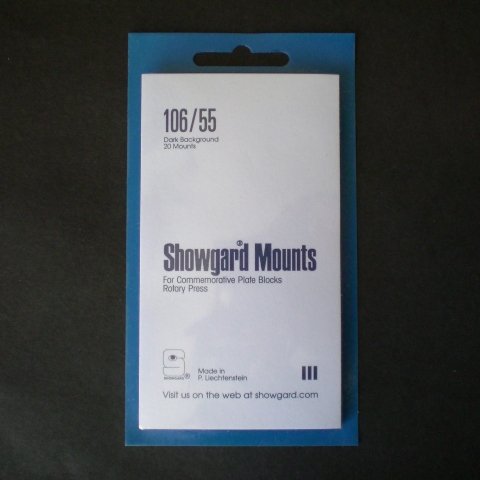 106/55
Dark Background
20 Mounts
Showgard® Mounts
For Commemorative Plate Blocks
Rotary Press
SHOWGARD®
Made in
P. Liechtenstein
III
Visit us on the web at showgard.com